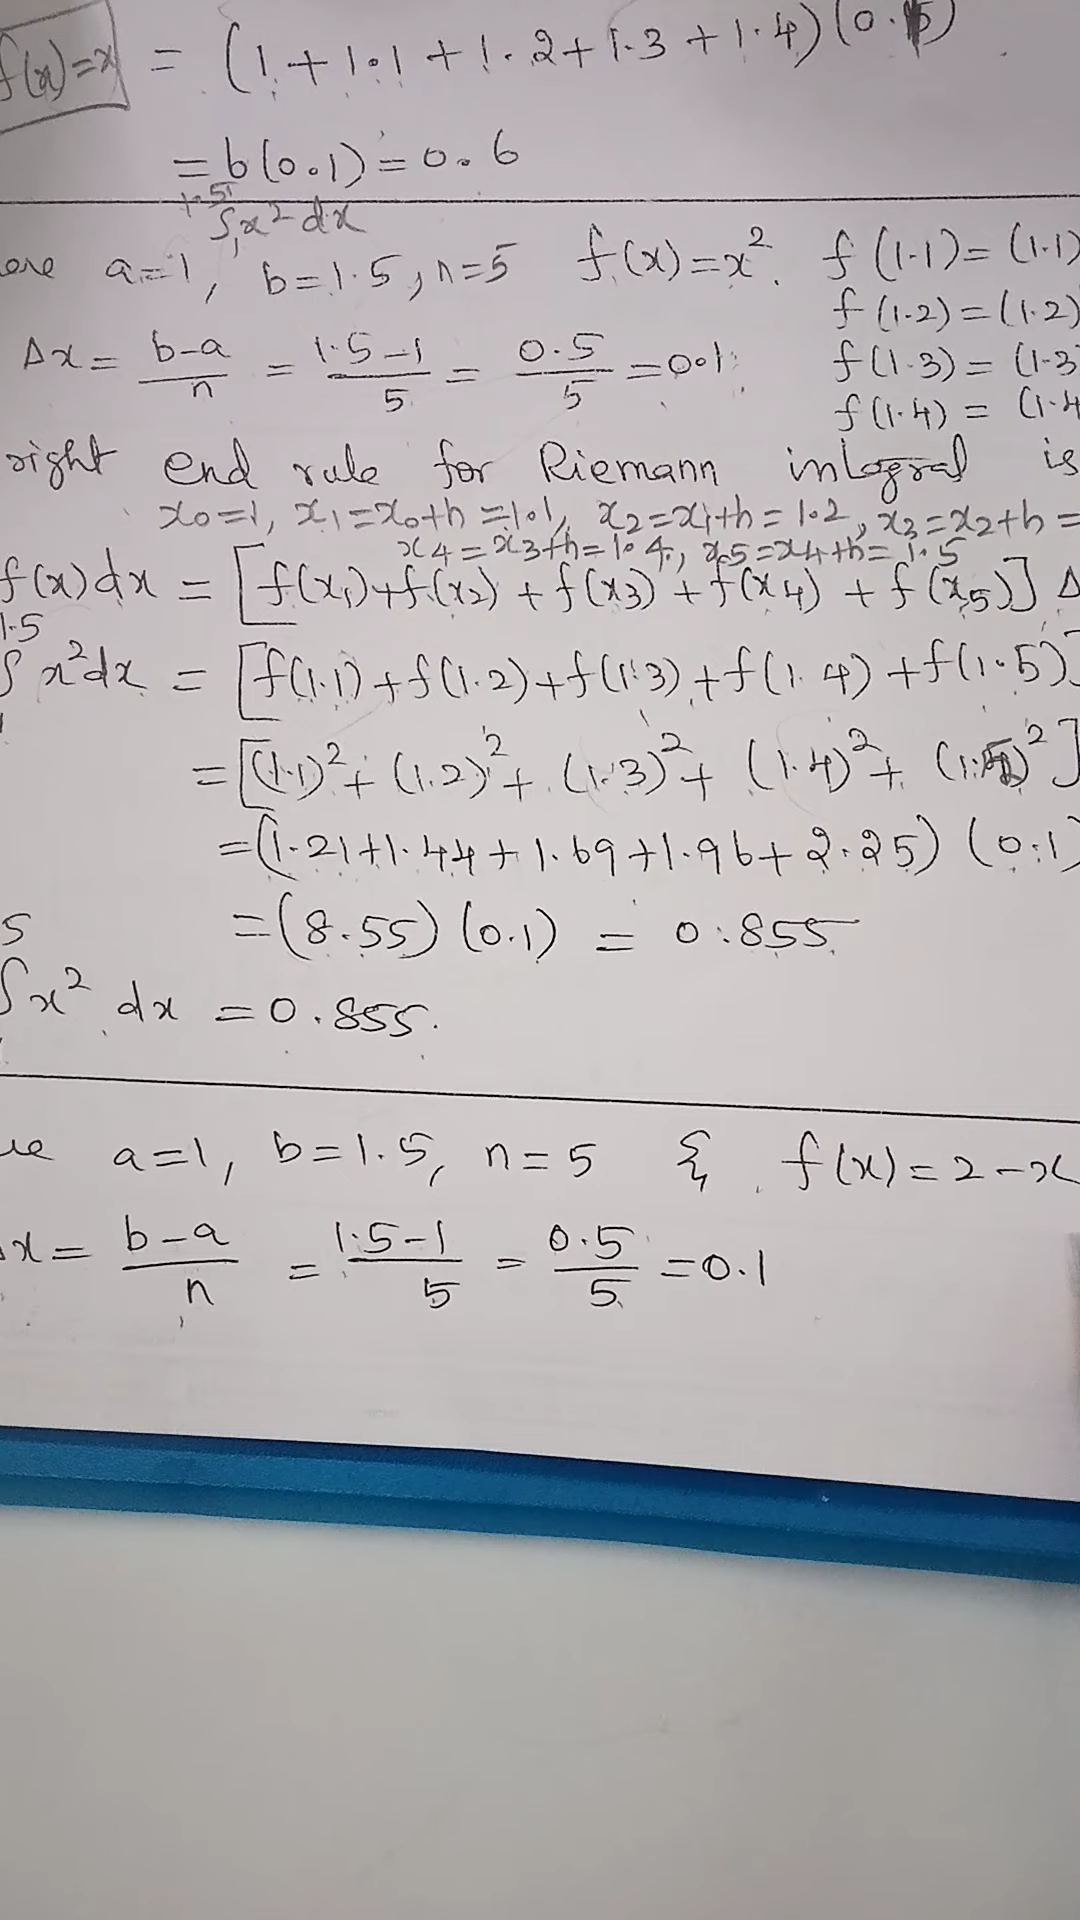 f(x)=x = (1+1.1+1.2+1.3+1.4)(0.1)
=6(0.1)=0.6
1.5
∫x² dx
a=1, b=1.5, n=5 f(x)=x² f(1.1)=(1.1)
f(1.2)=(1.2)
Δx = b-a/n = 1.5-1/5 = 0.5/5 =0.1
f(1.3)=(1.3
f(1.4)=(1.4
right end rule for Riemann integral is
x0=1, x1=x0+h=1.1, x2=x1+h=1.2, x3=x2+h=
x4=x3+h=1.4, x5=x4+h=1.5
f(x)dx = [f(x1)+f(x2)+f(x3)+f(x4)+f(x5)] Δ
1.5
∫x²dx = [f(1.1)+f(1.2)+f(1.3)+f(1.4)+f(1.5)]
=[(1.1)²+(1.2)²+(1.3)²+(1.4)²+(1.5)²]
=(1.21+1.44+1.69+1.96+2.25)(0.1)
=(8.55)(0.1) = 0.855
5
∫x² dx = 0.855.
a=1, b=1.5, n=5 & f(x)=2-x
x = b-a/n = 1.5-1/5 = 0.5/5 =0.1